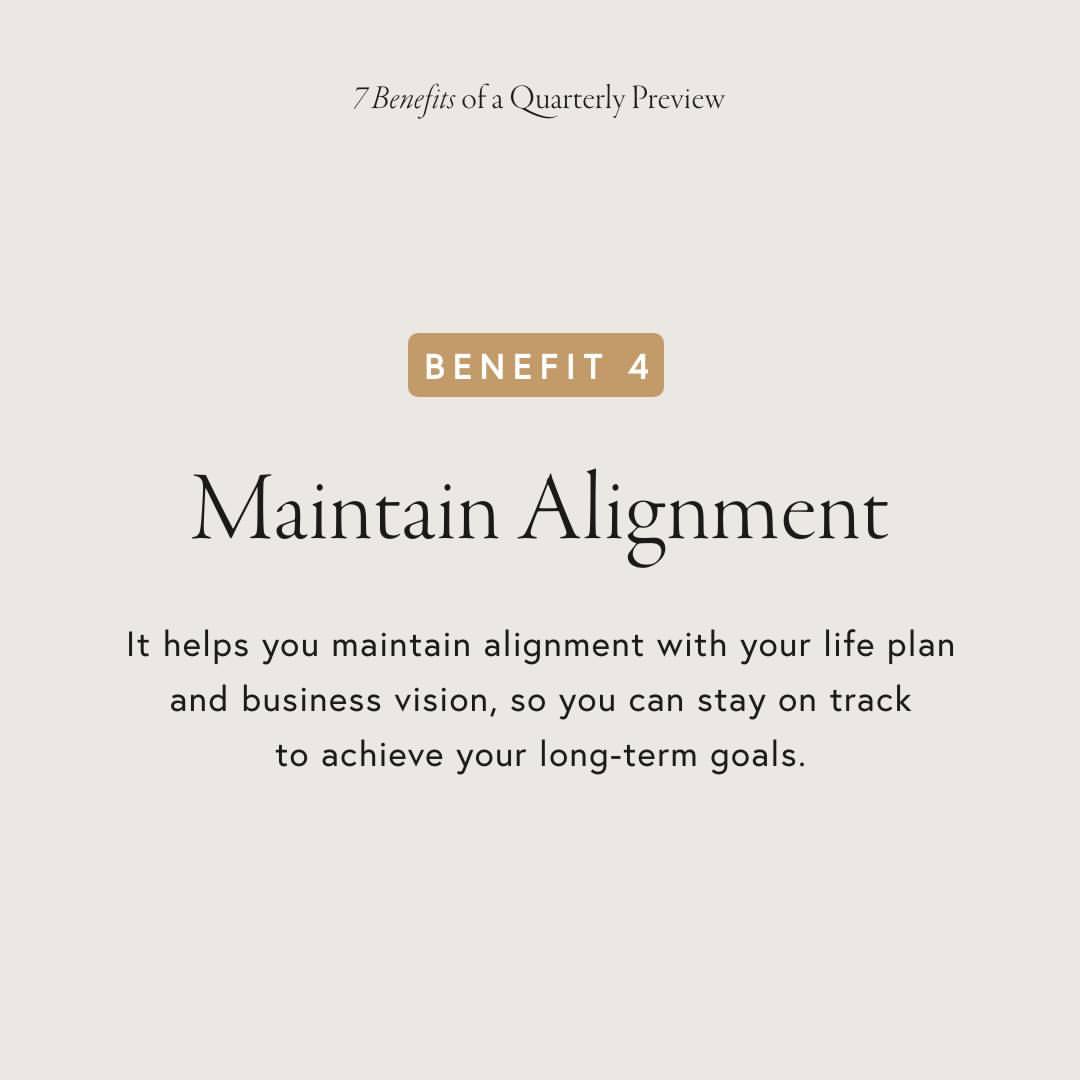 7 Benefits of a Quarterly Preview
BENEFIT 4
Maintain Alignment
It helps you maintain alignment with your life plan
and business vision, so you can stay on track
to achieve your long-term goals.